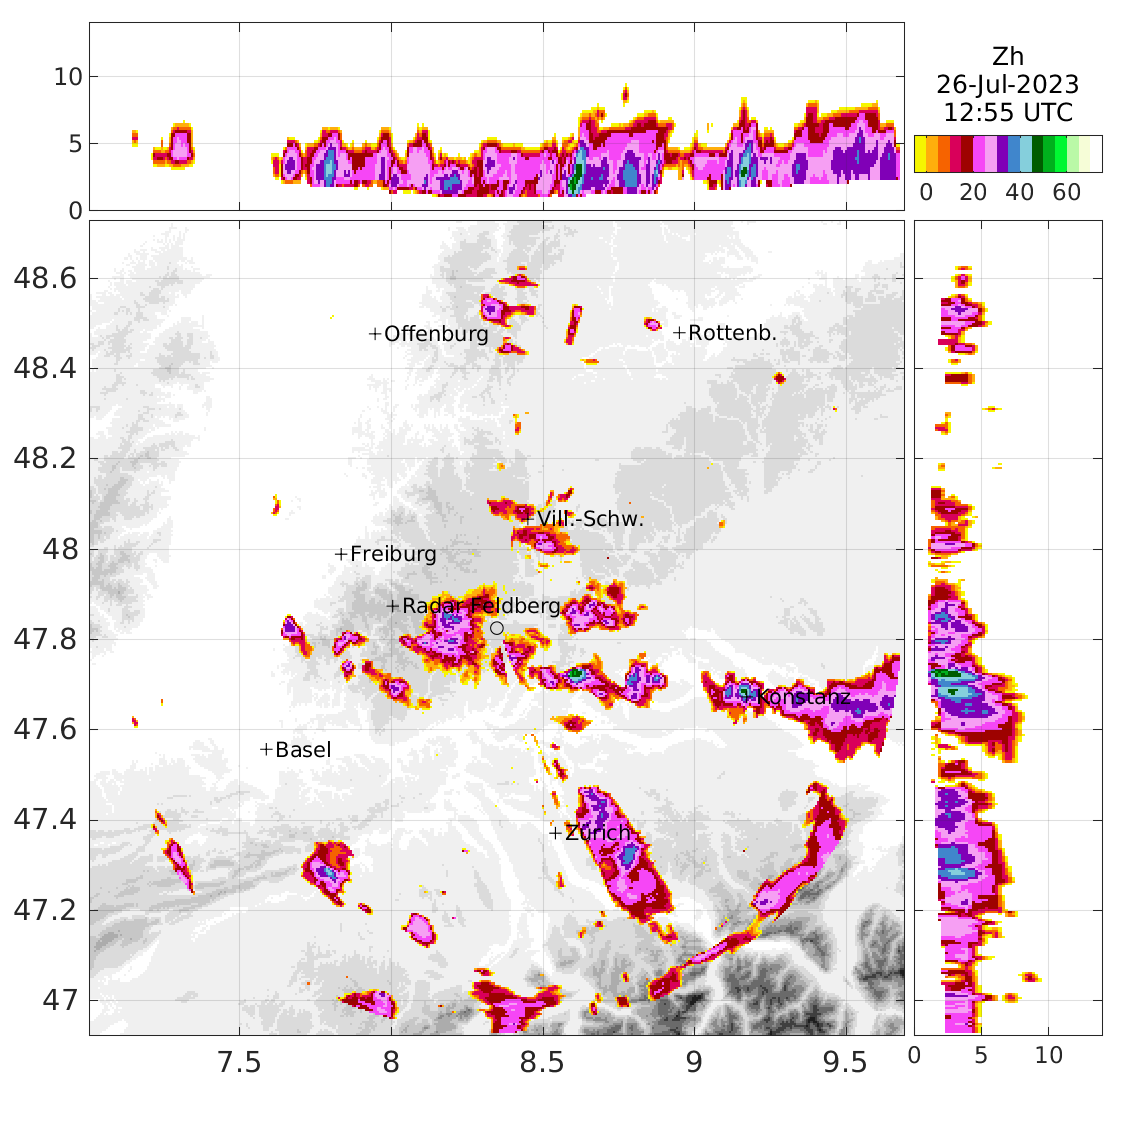 10
5
0
Zh
26-Jul-2023
12:55 UTC
0 20 40 60
48.6
48.4
48.2
48
47.8
47.6
47.4
47.2
47
+Offenburg
+Rottenb.
+Vill.-Schw.
+Freiburg
+Radar Feldberg
+Konstanz
+Basel
+Zürich
7.5 8 8.5 9 9.5
0 5 10